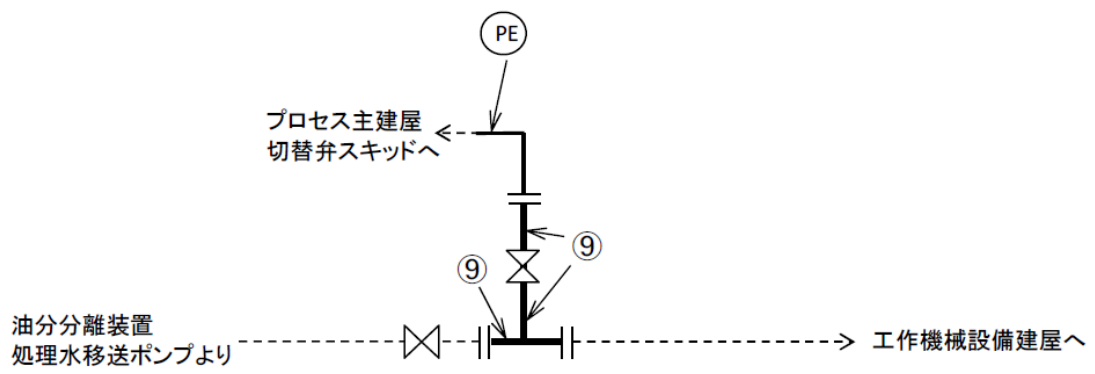 PE
プロセス主建屋
切替弁スキッドへ
⑨
⑨
油分分離装置
処理水移送ポンプより
工作機械設備建屋へ